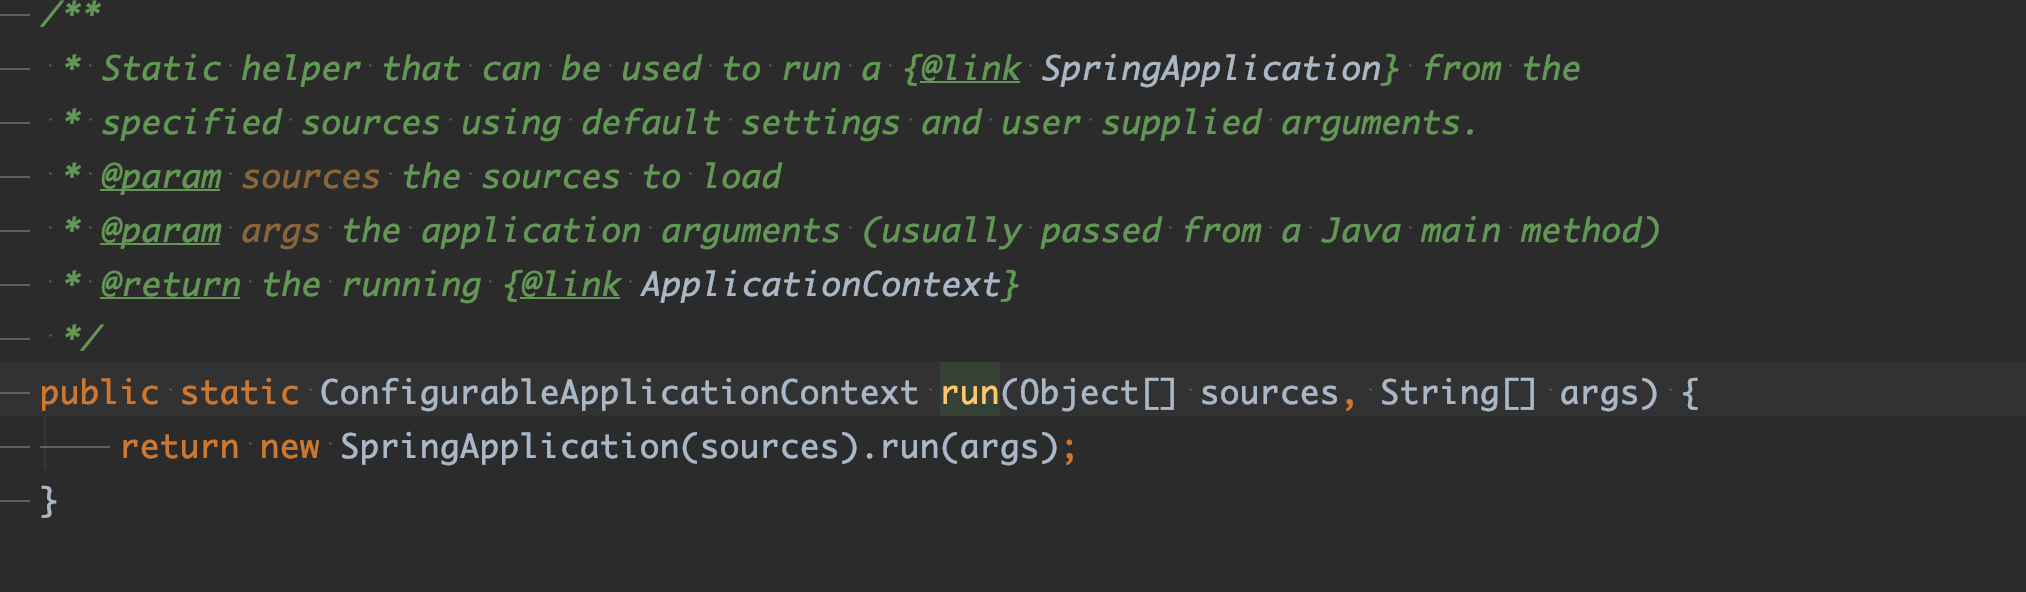 /**
* Static helper that can be used to run a {@link SpringApplication} from the
* specified sources using default settings and user supplied arguments.
* @param sources the sources to load
* @param args the application arguments (usually passed from a Java main method)
* @return the running {@link ApplicationContext}
*/
public static ConfigurableApplicationContext run(Object[] sources, String[] args) {
return new SpringApplication(sources).run(args);
}